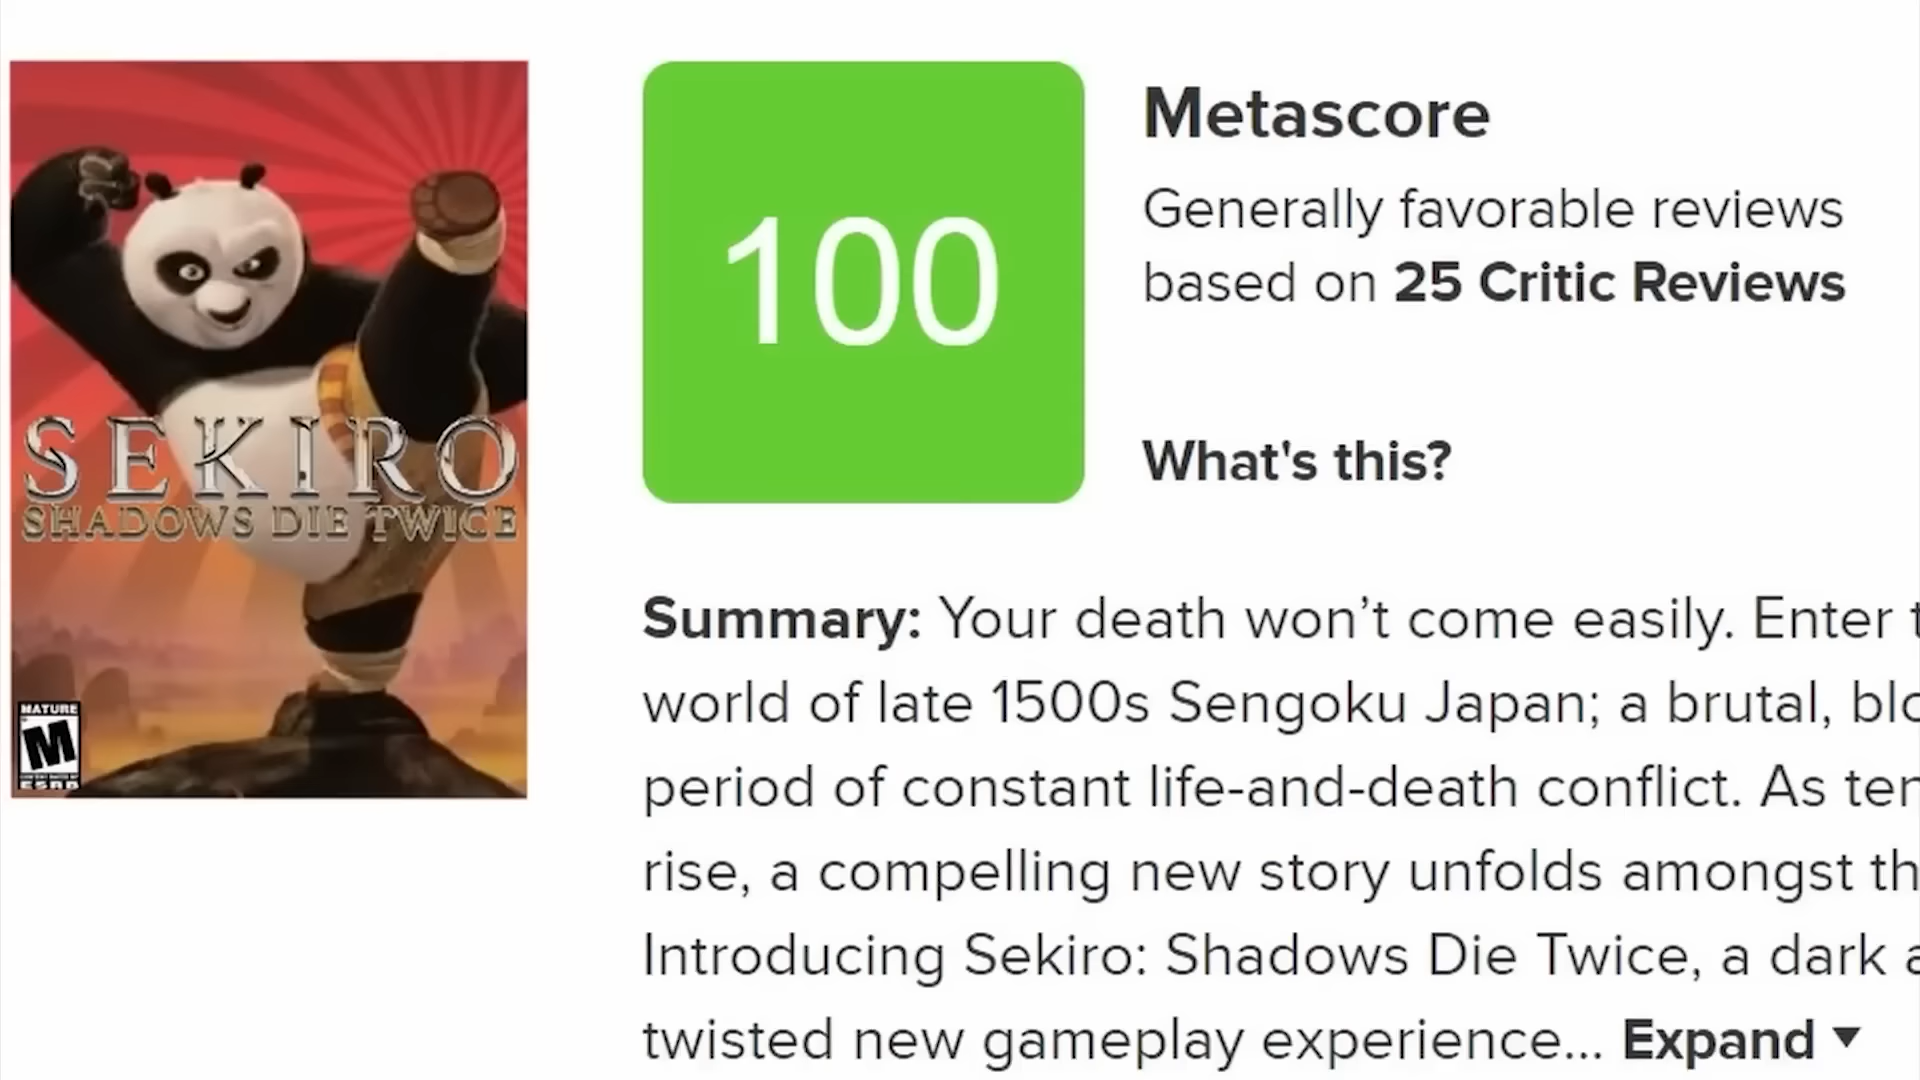 SEKIRO
SHADOWS DIE TWICE
MATURE
M
ESRB
100
Metascore
Generally favorable reviews
based on 25 Critic Reviews
What's this?
Summary: Your death won’t come easily. Enter t
world of late 1500s Sengoku Japan; a brutal, blo
period of constant life-and-death conflict. As ten
rise, a compelling new story unfolds amongst th
Introducing Sekiro: Shadows Die Twice, a dark a
twisted new gameplay experience... Expand